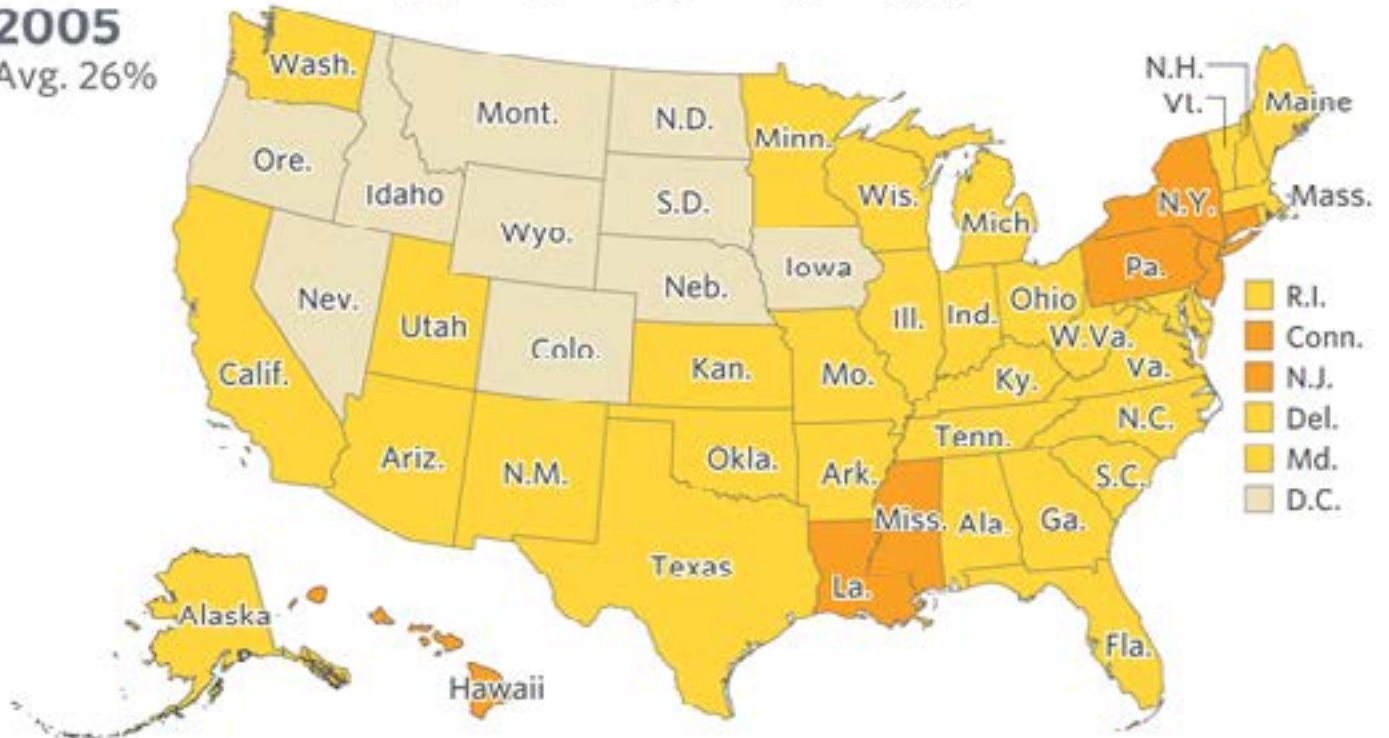 2005
Avg. 26%
Wash.
Mont.
N.D.
Minn.
N.H.
Vt.
Maine
Ore.
Idaho
Wyo.
S.D.
Wis.
Mich.
N.Y.
Mass.
Nev.
Utah
Colo.
Neb.
Iowa
Ill.
Ind.
Ohio
Pa.
Calif.
Kan.
Mo.
Ky.
W.Va.
Va.
Ariz.
N.M.
Okla.
Ark.
Tenn.
N.C.
S.C.
Texas
La.
Miss.
Ala.
Ga.
Fla.
Alaska
Hawaii
R.I.
Conn.
N.J.
Del.
Md.
D.C.